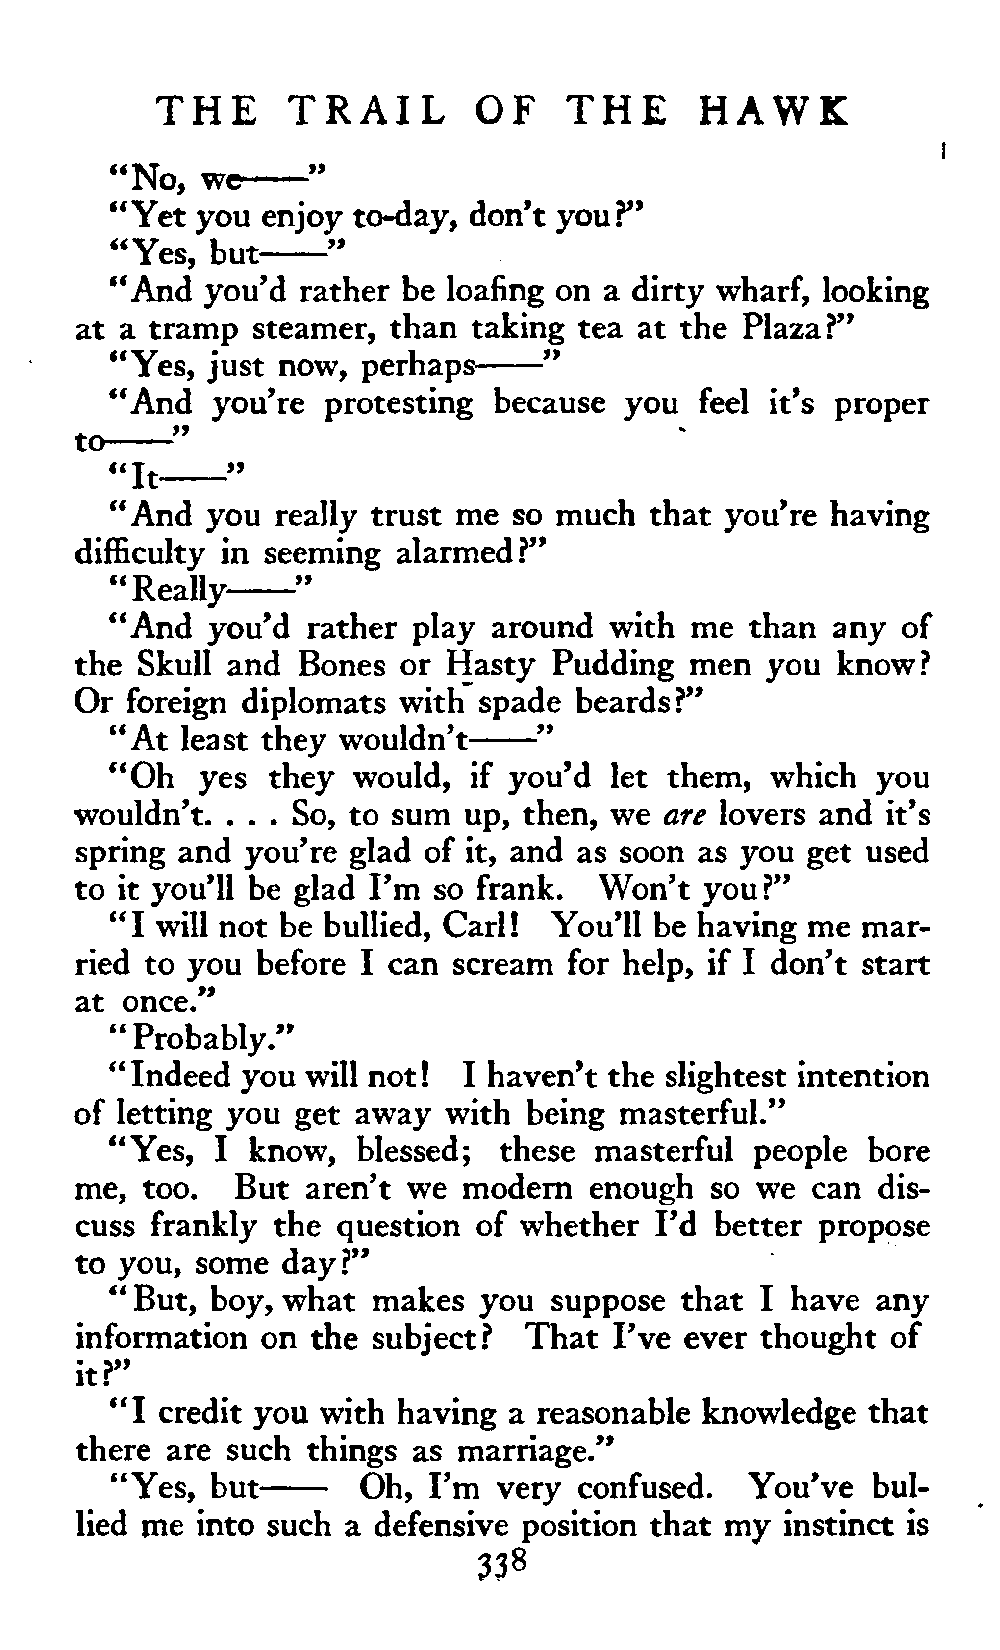 THE TRAIL OF THE HAWK
"No, we——"
"Yet you enjoy to-day, don't you?"
"Yes, but——"
"And you'd rather be loafing on a dirty wharf, looking
at a tramp steamer, than taking tea at the Plaza?"
"Yes, just now, perhaps——"
"And you're protesting because you feel it's proper
to——"
"It——"
"And you really trust me so much that you're having
difficulty in seeming alarmed?"
"Really——"
"And you'd rather play around with me than any of
the Skull and Bones or Hasty Pudding men you know?
Or foreign diplomats with spade beards?"
"At least they wouldn't——"
"Oh yes they would, if you'd let them, which you
wouldn't. . . . So, to sum up, then, we are lovers and it's
spring and you're glad of it, and as soon as you get used
to it you'll be glad I'm so frank. Won't you?"
"I will not be bullied, Carl! You'll be having me mar-
ried to you before I can scream for help, if I don't start
at once."
"Probably."
"Indeed you will not! I haven't the slightest intention
of letting you get away with being masterful."
"Yes, I know, blessed; these masterful people bore
me, too. But aren't we modern enough so we can dis-
cuss frankly the question of whether I'd better propose
to you, some day?"
"But, boy, what makes you suppose that I have any
information on the subject? That I've ever thought of
it?"
"I credit you with having a reasonable knowledge that
there are such things as marriage."
"Yes, but—— Oh, I'm very confused. You've bul-
lied me into such a defensive position that my instinct is
338